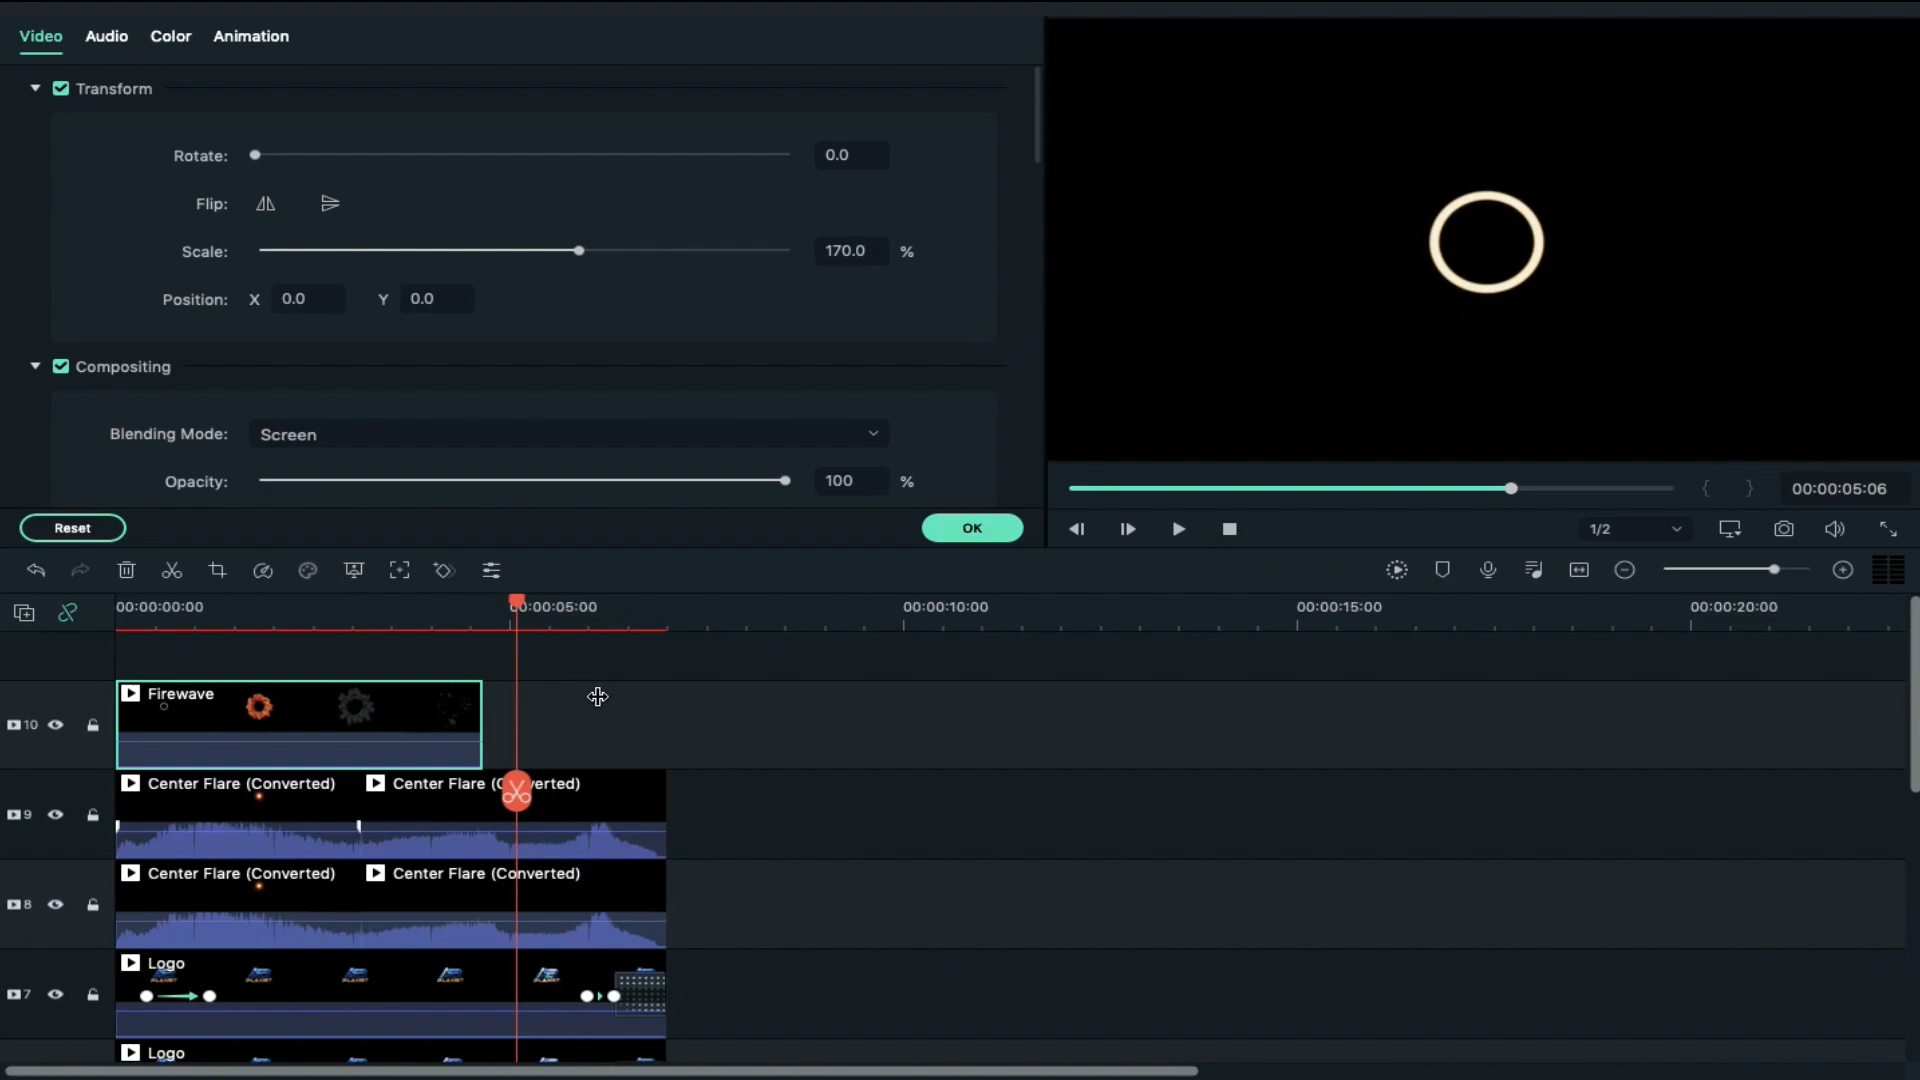 Video Audio Color Animation
Transform
Rotate: 0.0
Flip:
Scale: 170.0 %
Position: X 0.0 Y 0.0
Compositing
Blending Mode: Screen
Opacity: 100 %
Reset OK
{ } 00:00:05:06
1/2
00:00:00:00 00:00:05:00 00:00:10:00 00:00:15:00 00:00:20:00
10 Firewave
9 Center Flare (Converted) Center Flare (Converted)
8 Center Flare (Converted) Center Flare (Converted)
7 Logo
Logo